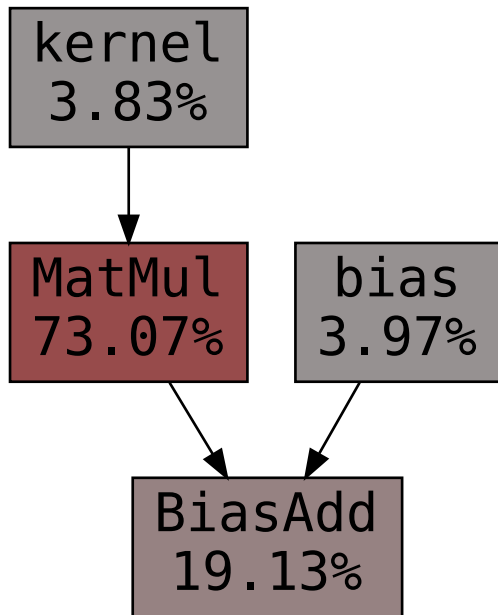 kernel
3.83%
MatMul
73.07%
bias
3.97%
BiasAdd
19.13%